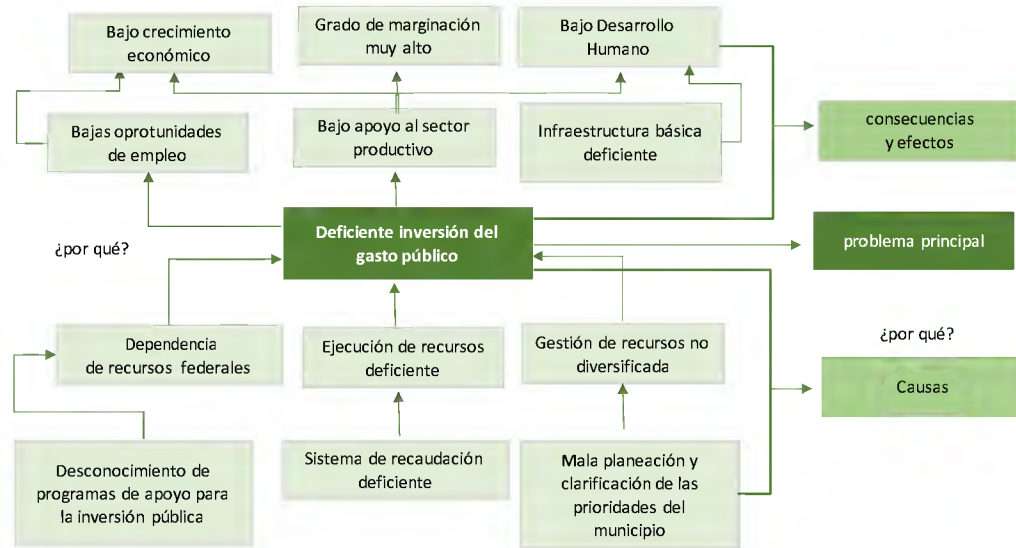 Bajo crecimiento
económico
Grado de marginación
muy alto
Bajo Desarrollo
Humano
Bajas oprotunidades
de empleo
Bajo apoyo al sector
productivo
Infraestructura básica
deficiente
consecuencias
y efectos
Deficiente inversión del
gasto público
problema principal
¿por qué?
Dependencia
de recursos federales
Ejecución de recursos
deficiente
Gestión de recursos no
diversificada
¿por qué?
Causas
Desconocimiento de
programas de apoyo para
la inversión pública
Sistema de recaudación
deficiente
Mala planeación y
clarificación de las
prioridades del
municipio